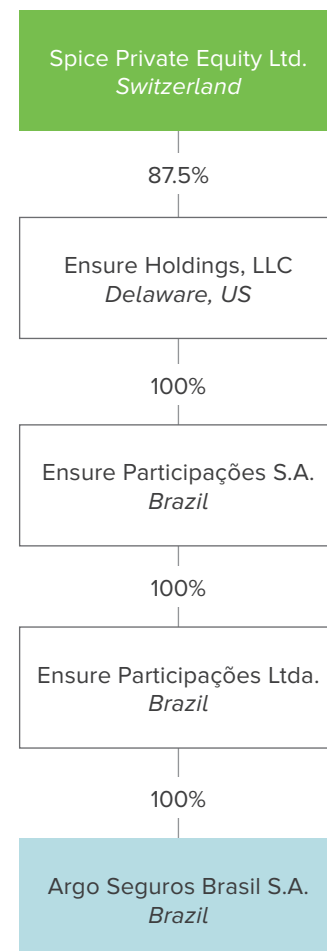 Spice Private Equity Ltd.
Switzerland
87.5%
Ensure Holdings, LLC
Delaware, US
100%
Ensure Participações S.A.
Brazil
100%
Ensure Participações Ltda.
Brazil
100%
Argo Seguros Brasil S.A.
Brazil